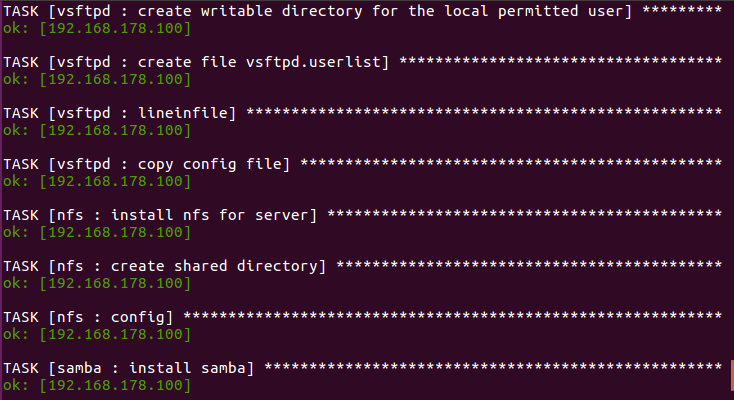 TASK [vsftpd : create writable directory for the local permitted user] *********
ok: [192.168.178.100]
TASK [vsftpd : create file vsftpd.userlist] ************************************
ok: [192.168.178.100]
TASK [vsftpd : lineinfile] *****************************************************
ok: [192.168.178.100]
TASK [vsftpd : copy config file] ***********************************************
ok: [192.168.178.100]
TASK [nfs : install nfs for server] ********************************************
ok: [192.168.178.100]
TASK [nfs : create shared directory] *******************************************
ok: [192.168.178.100]
TASK [nfs : config] ************************************************************
ok: [192.168.178.100]
TASK [samba : install samba] ***************************************************
ok: [192.168.178.100]